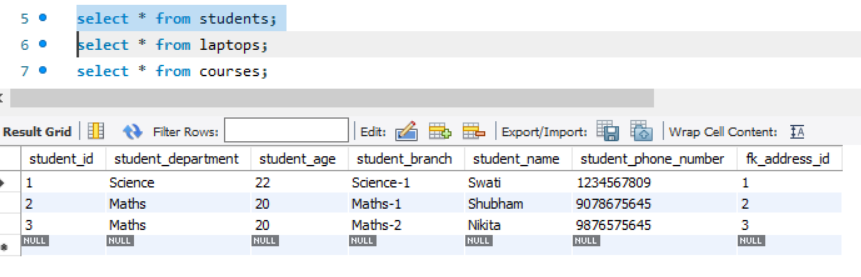 5 select * from students;
6 select * from laptops;
7 select * from courses;
Result Grid Filter Rows: Edit: Export/Import: Wrap Cell Content: IA
student_id student_department student_age student_branch student_name student_phone_number fk_address_id
1 Science 22 Science-1 Swati 1234567809 1
2 Maths 20 Maths-1 Shubham 9078675645 2
3 Maths 20 Maths-2 Nikita 9876575645 3
NULL NULL NULL NULL NULL NULL NULL